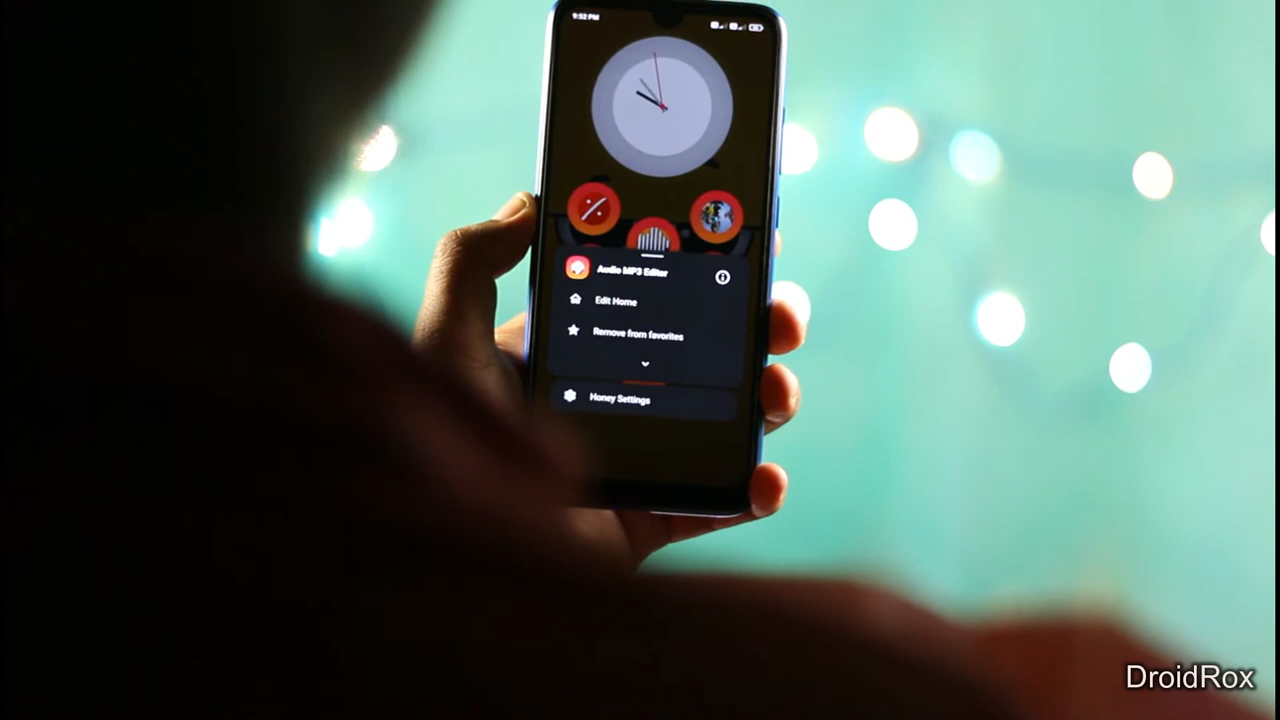 9:52 PM
Audio MP3 Editor
Edit Home
Remove from favorites
Honey Settings
DroidRox